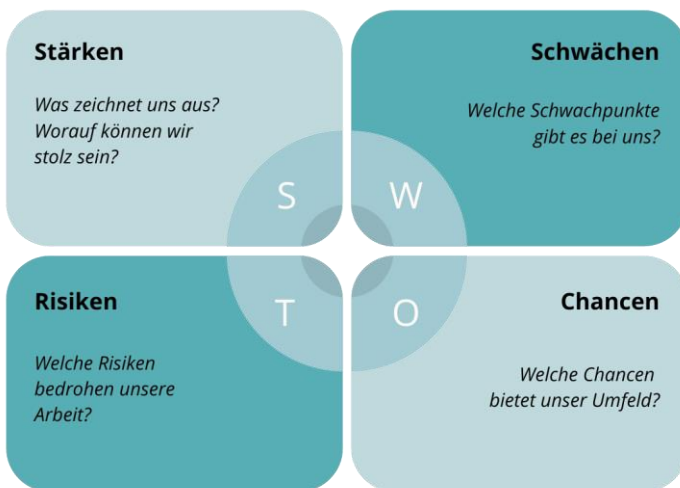 Stärken
Was zeichnet uns aus?
Worauf können wir
stolz sein?
Schwächen
Welche Schwachpunkte
gibt es bei uns?
S
W
Risiken
Welche Risiken
bedrohen unsere
Arbeit?
Chancen
Welche Chancen
bietet unser Umfeld?
T
O